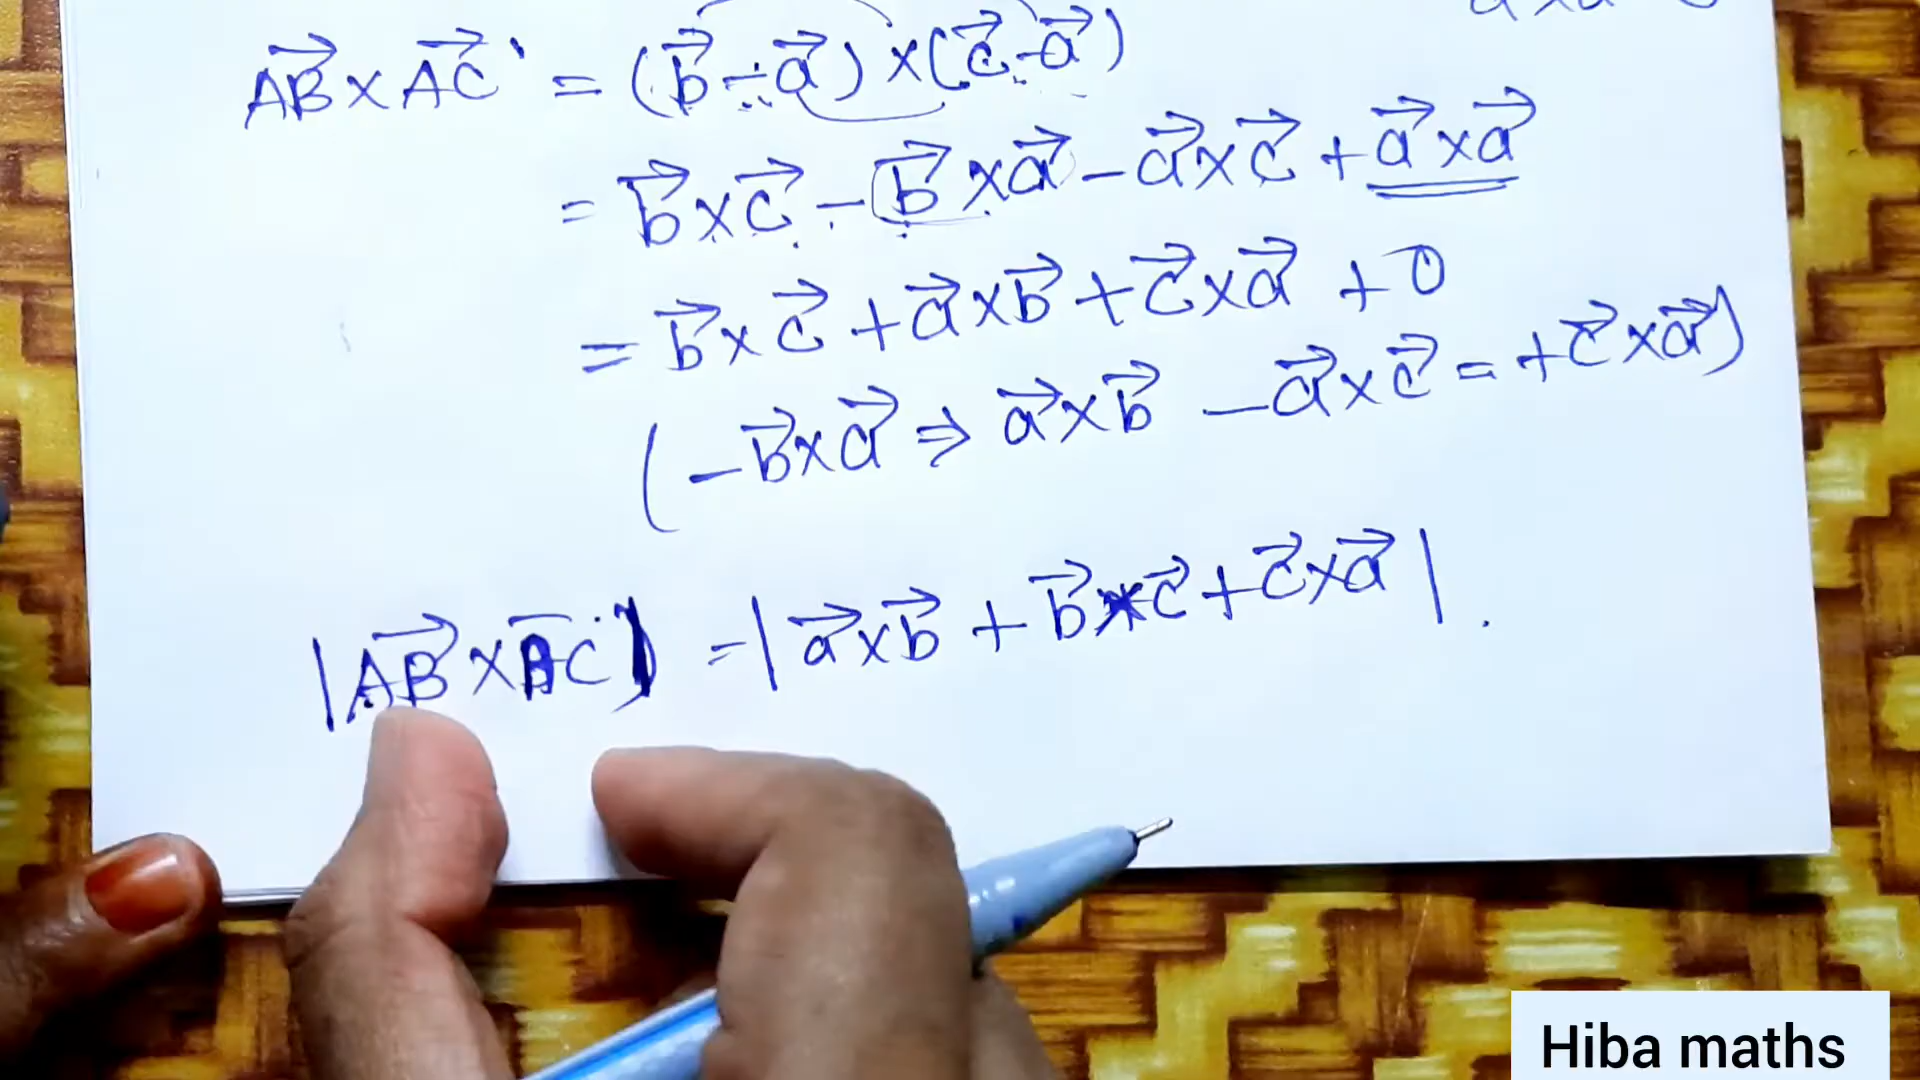 AB⃗ × AC⃗ = (b⃗ - a⃗) × (c⃗ - a⃗)
= b⃗ × c⃗ - b⃗ × a⃗ - a⃗ × c⃗ + a⃗ × a⃗
= b⃗ × c⃗ + a⃗ × b⃗ + c⃗ × a⃗ + 0
(-b⃗ × a⃗ ⇒ a⃗ × b⃗ - a⃗ × c⃗ = + c⃗ × a⃗)
|AB⃗ × AC⃗| = |a⃗ × b⃗ + b⃗ × c⃗ + c⃗ × a⃗|.
Hiba maths